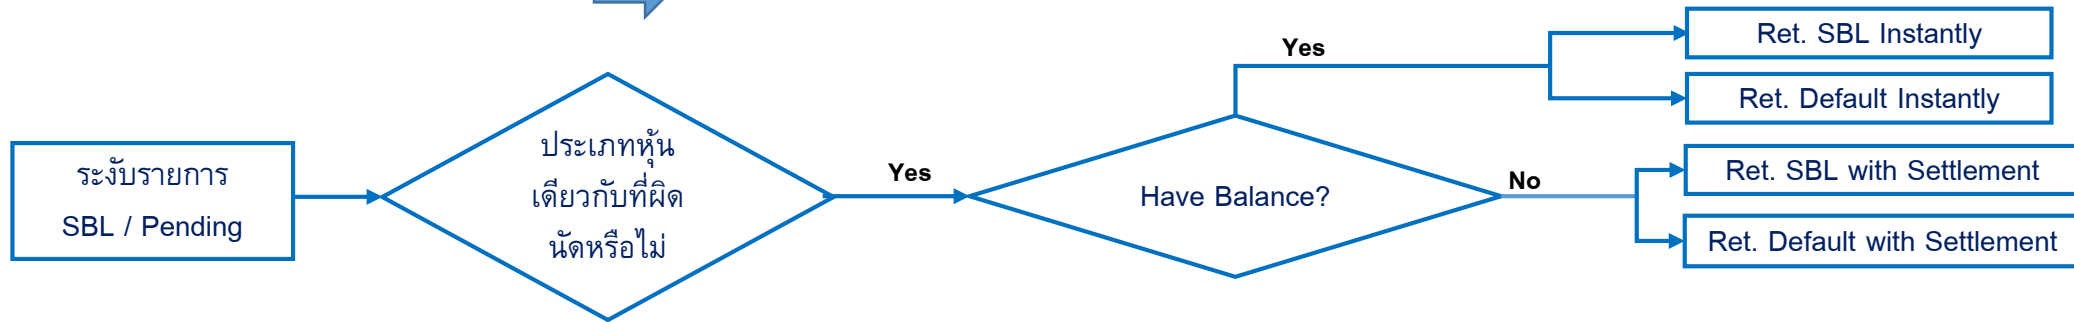 ระงับรายการ
SBL / Pending
ประเภทหุ้น
เดียวกับที่ผิด
นัดหรือไม่
Yes
Have Balance?
Yes
Ret. SBL Instantly
Ret. Default Instantly
No
Ret. SBL with Settlement
Ret. Default with Settlement